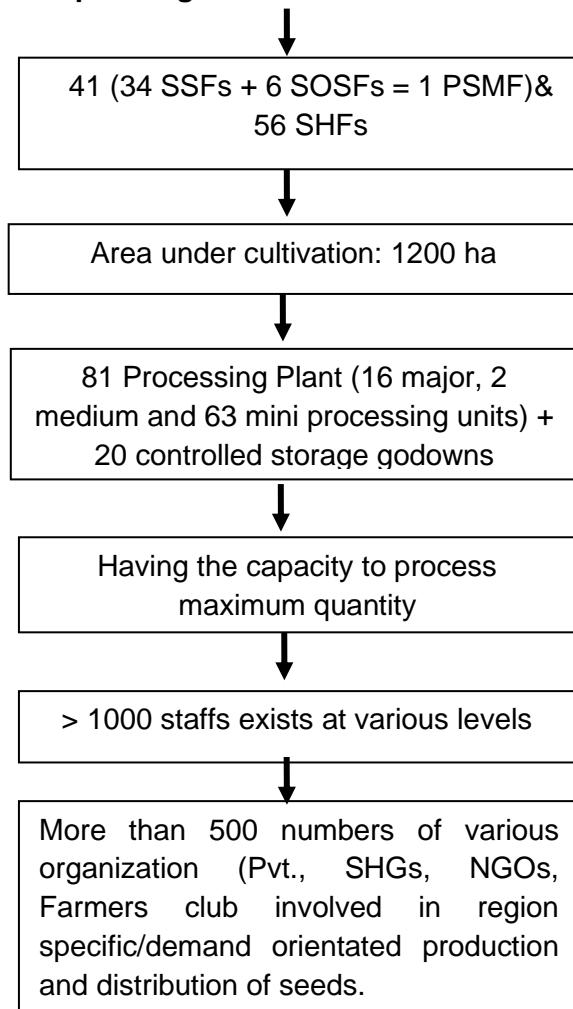 41 (34 SSFs + 6 SOSFs = 1 PSMF)&
56 SHFs
Area under cultivation: 1200 ha
81 Processing Plant (16 major, 2
medium and 63 mini processing units) +
20 controlled storage godowns
Having the capacity to process
maximum quantity
> 1000 staffs exists at various levels
More than 500 numbers of various
organization (Pvt., SHGs, NGOs,
Farmers club involved in region
specific/demand orientated production
and distribution of seeds.